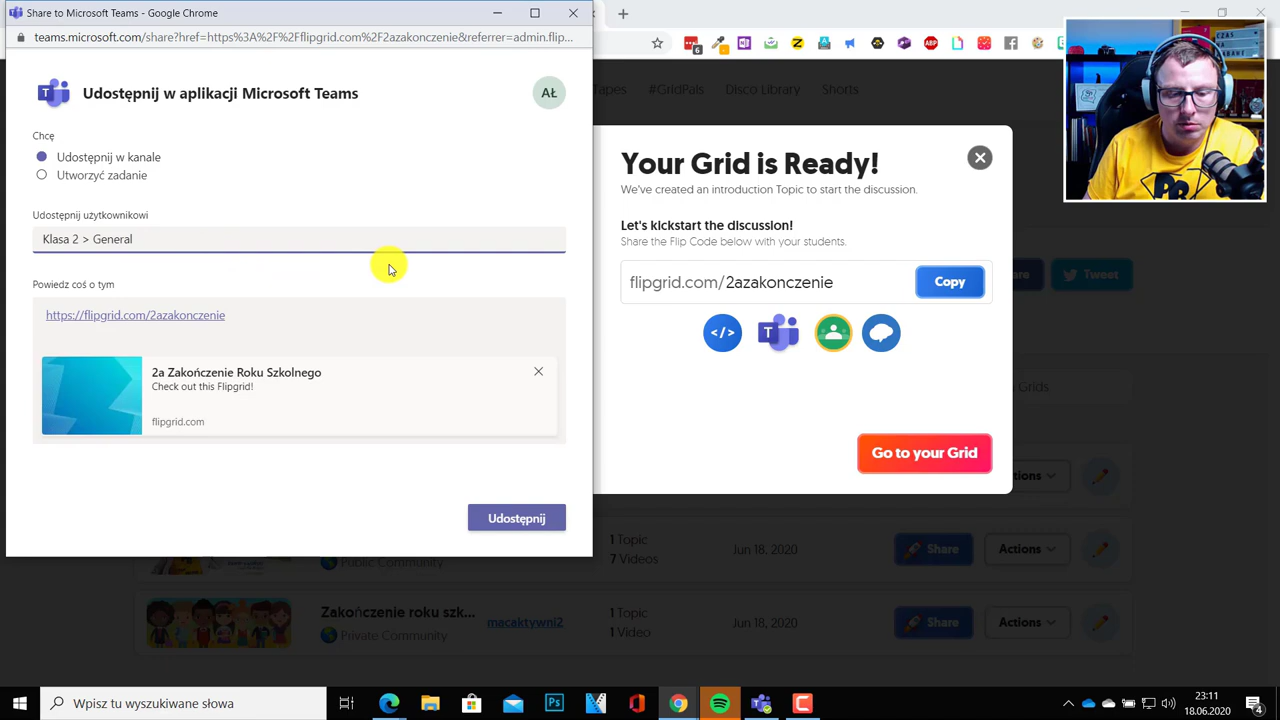 Share to Microsoft Teams - Google Chrome
teams.microsoft.com/share?href=https%3A%2F%2Fflipgrid.com%2F2azakonczenie&referrer=admin.flip...
Udostępnij w aplikacji Microsoft Teams
AŁ
Chcę
Udostępnij w kanale
Utworzyć zadanie
Udostępnij użytkownikowi
Klasa 2 > General
Powiedz coś o tym
https://flipgrid.com/2azakonczenie
2a Zakończenie Roku Szkolnego
Check out this Flipgrid!
flipgrid.com
Udostępnij
#GridPals
Disco Library
Shorts
Your Grid is Ready!
We've created an introduction Topic to start the discussion.
Let's kickstart the discussion!
Share the Flip Code below with your students.
flipgrid.com/2azakonczenie
Copy
Go to your Grid
Tweet
Grids.
1 Topic
7 Videos
Jun 18, 2020
Share
Actions
Public Community
Zakończenie roku szk...
Private Community
macaktywni2
1 Topic
1 Video
Jun 18, 2020
Share
Actions
Wpisz tu wyszukiwane słowa
23:11
18.06.2020